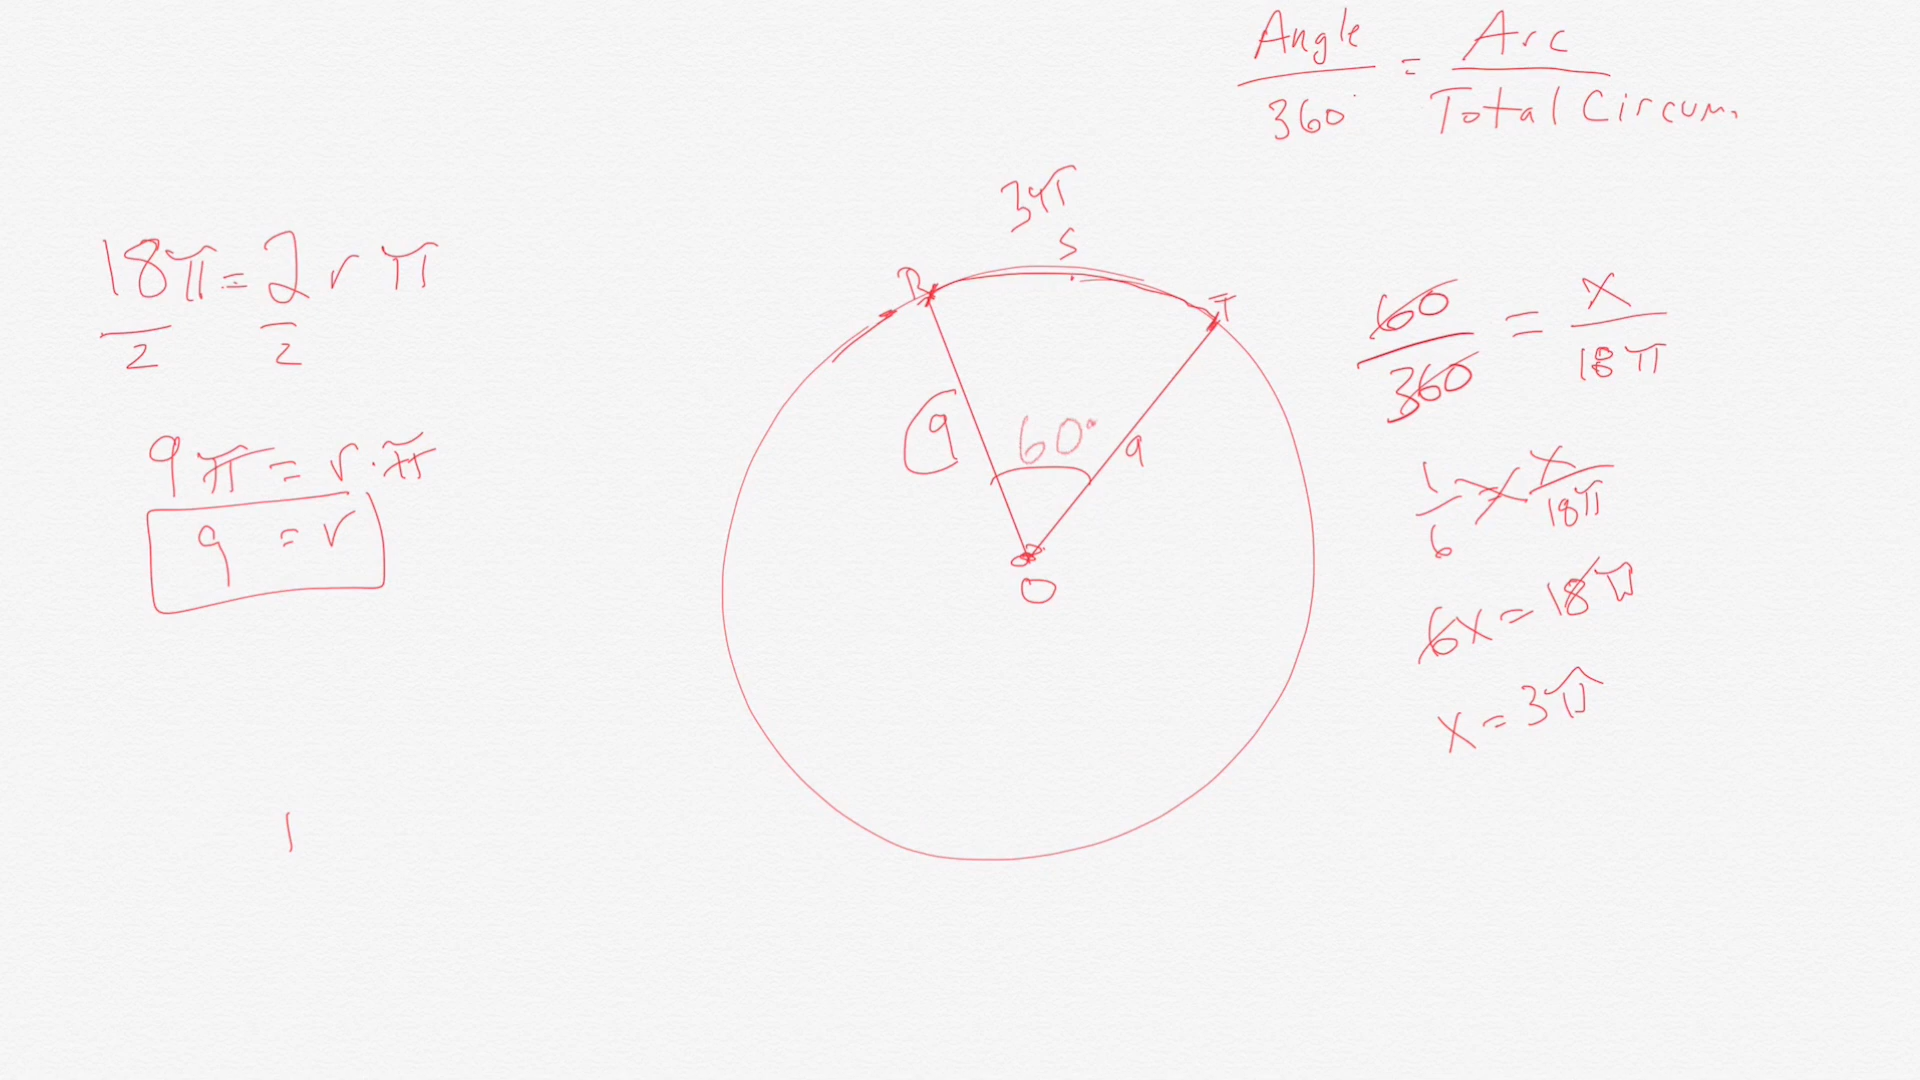 Angle = Arc
360° Total Circum.
18π = 2 r π
2 2
9π = r · π
9 = r
3π
S
R
T
9
60°
9
O
60 = x
360 18π
1 x
6 18π
6x = 18π
x = 3π